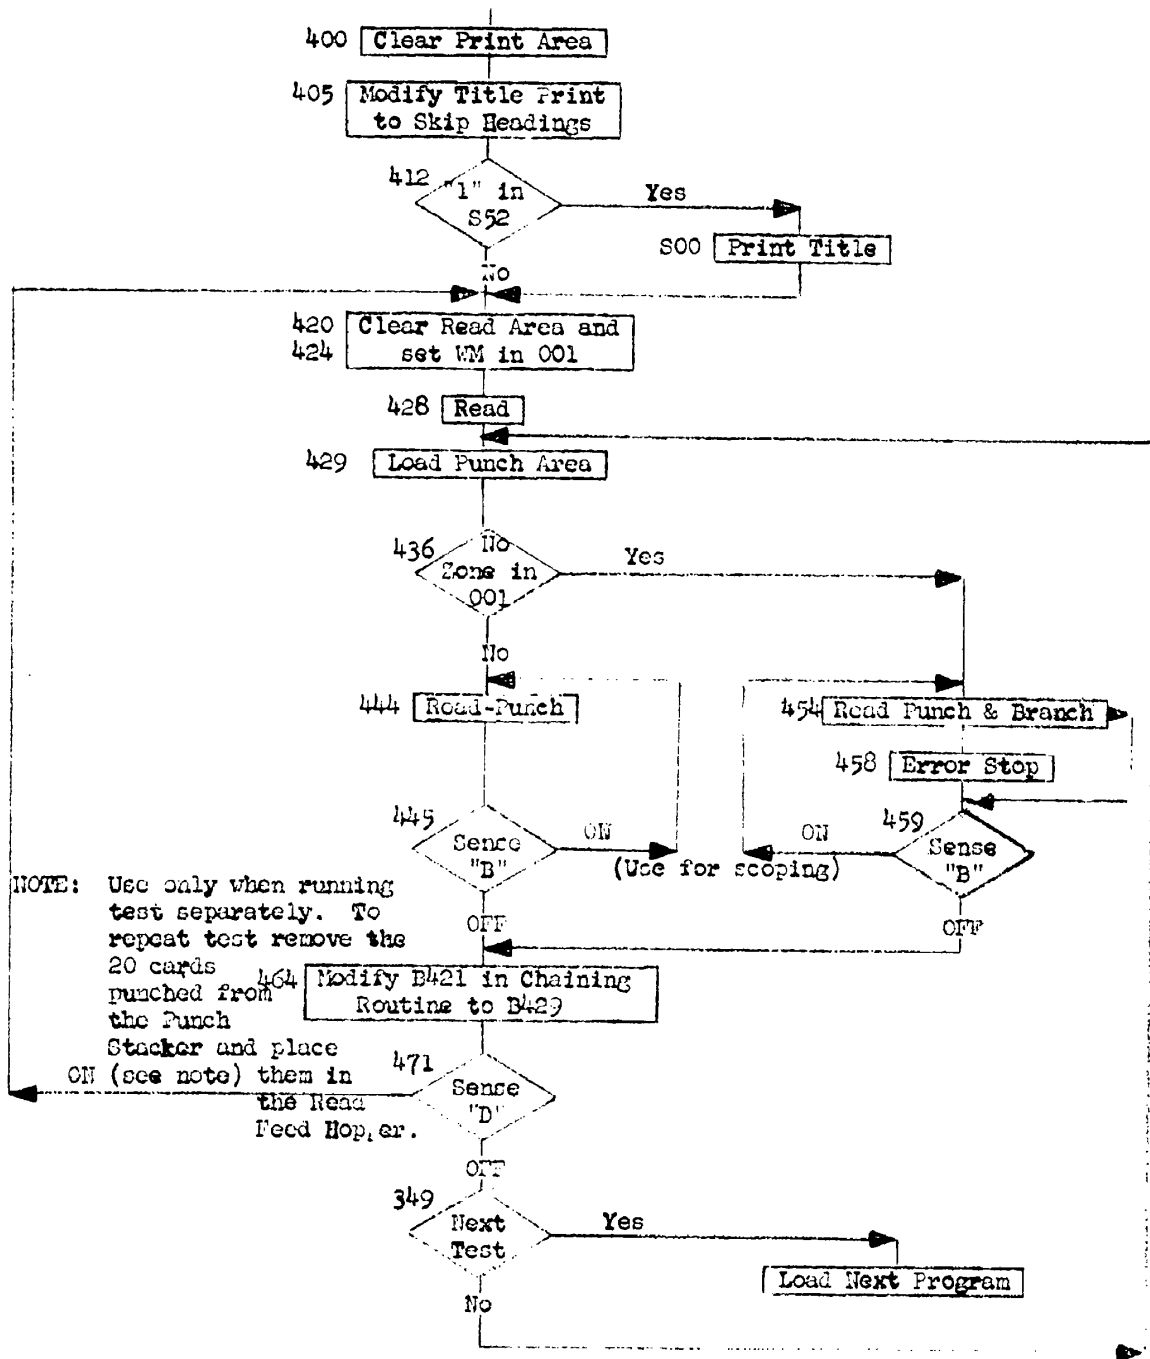 400 Clear Print Area
405 Modify Title Print
to Skip Headings
412 "1" in
S52
Yes
S00 Print Title
No
420 Clear Read Area and
424 set WM in 001
428 Read
429 Load Punch Area
436 No
Zone in
001
Yes
No
444 Read-Punch
454 Read Punch & Branch
458 Error Stop
445 Sense
"B"
ON
(Use for scoping)
ON
459 Sense
"B"
OFF
OFF
NOTE: Use only when running
test separately. To
repeat test remove the
20 cards
punched from
the Punch
Stacker and place
them in
the Read
Feed Hopper.
464 Modify B421 in Chaining
Routine to B429
471 Sense
"D"
ON (see note)
OFF
349 Next
Test
Yes
Load Next Program
No